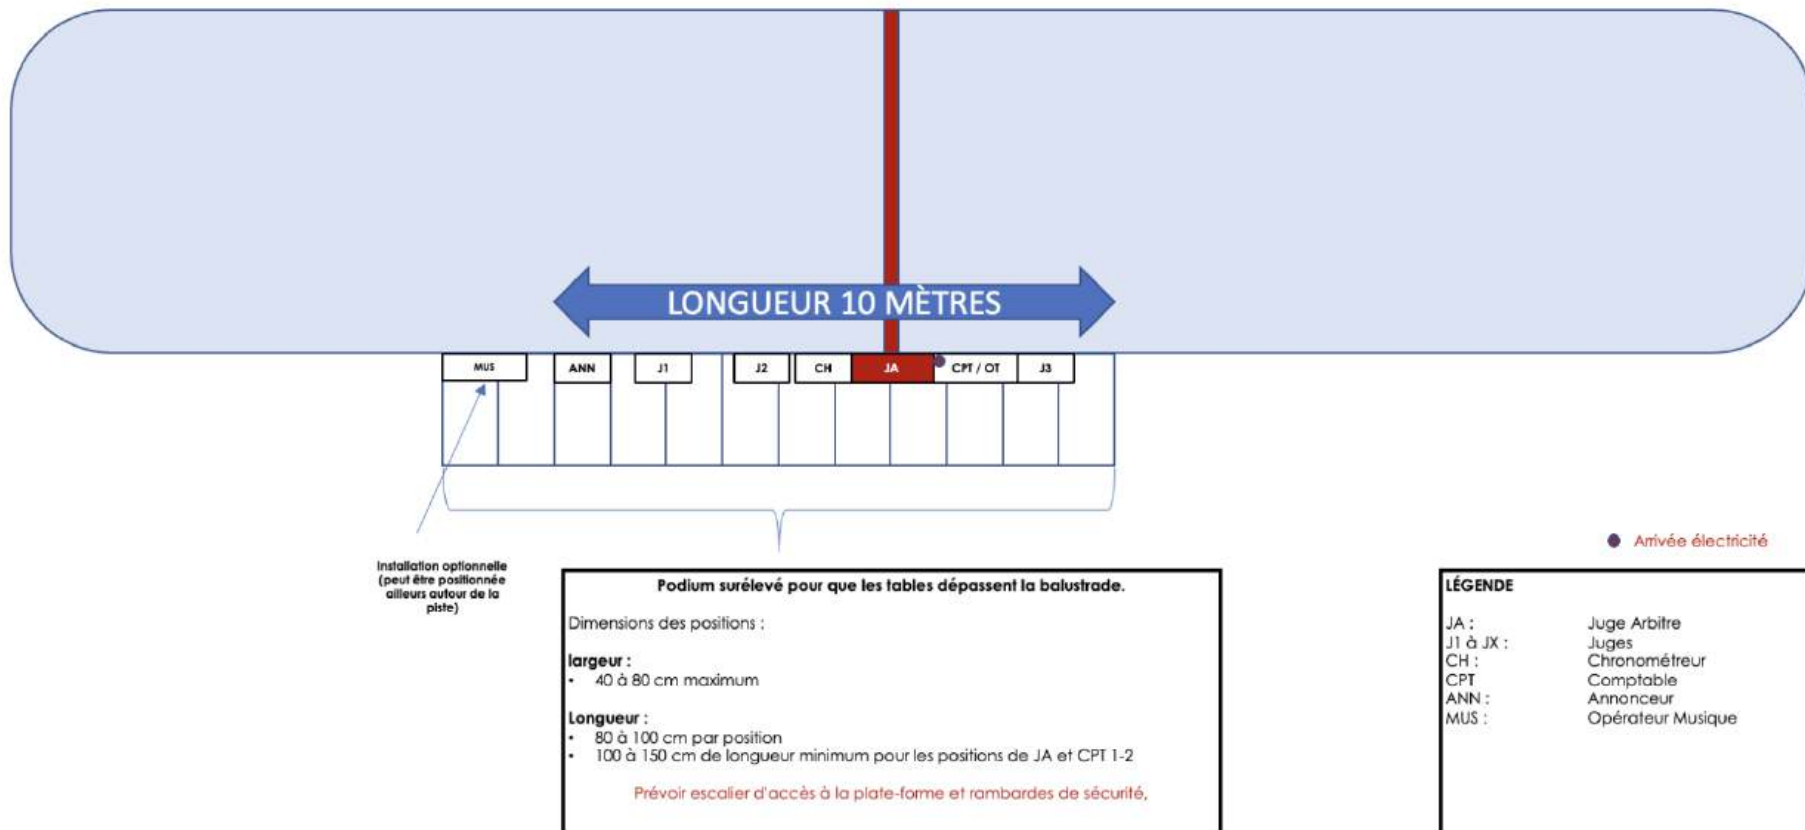 LONGUEUR 10 MÈTRES
MUS
ANN
J1
J2
CH
JA
CPT / OT
J3
Installation optionnelle
(peut être positionnée
ailleurs autour de la
piste)
Podium surélevé pour que les tables dépassent la balustrade.
Dimensions des positions :
largeur :
• 40 à 80 cm maximum
Longueur :
• 80 à 100 cm par position
• 100 à 150 cm de longueur minimum pour les positions de JA et CPT 1-2
Prévoir escalier d'accès à la plate-forme et rambardes de sécurité,
Arrivée électricité
LÉGENDE
JA : Juge Arbitre
J1 à JX : Juges
CH : Chronométreur
CPT Comptable
ANN : Annonceur
MUS : Opérateur Musique